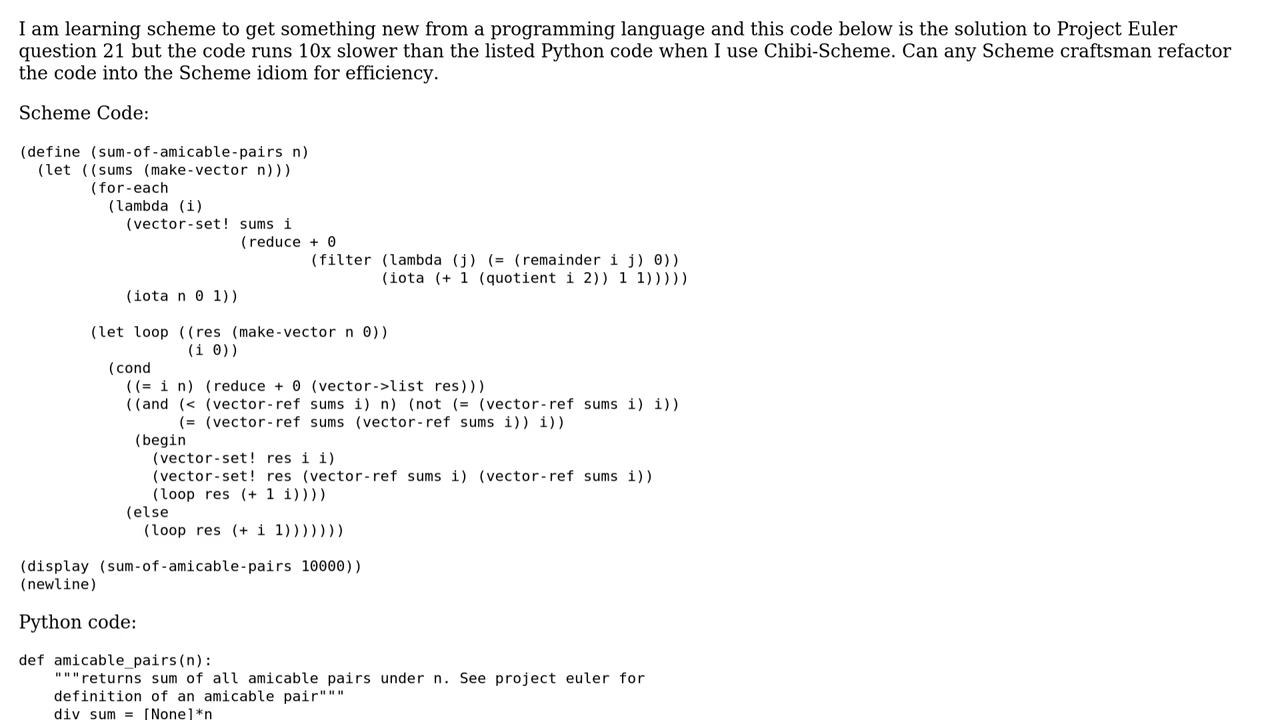 I am learning scheme to get something new from a programming language and this code below is the solution to Project Euler
question 21 but the code runs 10x slower than the listed Python code when I use Chibi-Scheme. Can any Scheme craftsman refactor
the code into the Scheme idiom for efficiency.
Scheme Code:
(define (sum-of-amicable-pairs n)
  (let ((sums (make-vector n)))
        (for-each
          (lambda (i)
            (vector-set! sums i
                         (reduce + 0
                                 (filter (lambda (j) (= (remainder i j) 0))
                                         (iota (+ 1 (quotient i 2)) 1 1)))))
            (iota n 0 1))
        (let loop ((res (make-vector n 0))
                   (i 0))
          (cond
            ((= i n) (reduce + 0 (vector->list res)))
            ((and (< (vector-ref sums i) n) (not (= (vector-ref sums i) i))
                  (= (vector-ref sums (vector-ref sums i)) i))
             (begin
               (vector-set! res i i)
               (vector-set! res (vector-ref sums i) (vector-ref sums i))
               (loop res (+ 1 i))))
            (else
              (loop res (+ i 1)))))))
(display (sum-of-amicable-pairs 10000))
(newline)
Python code:
def amicable_pairs(n):
    """returns sum of all amicable pairs under n. See project euler for
    definition of an amicable pair"""
    div_sum = [None]*n